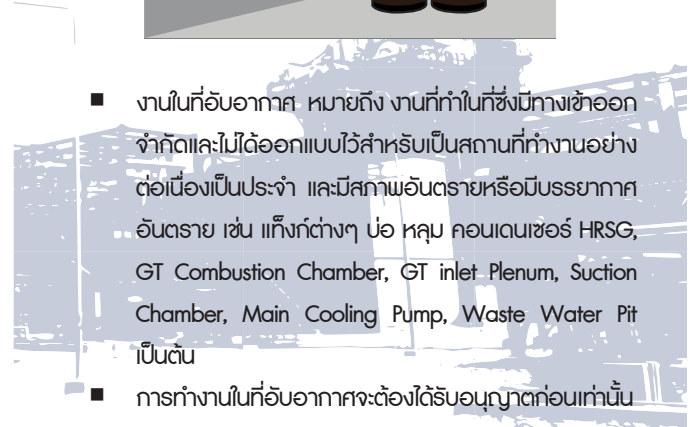 ■ งานในที่อับอากาศ หมายถึง งานที่ทำในที่ซึ่งมีทางเข้าออก
จำกัดและไม่ได้ออกแบบไว้สำหรับเป็นสถานที่ทำงานอย่าง
ต่อเนื่องเป็นประจำ และมีสภาพอันตรายหรือมีบรรยากาศ
อันตราย เช่น แท็งก์ต่างๆ บ่อ หลุม คอนเดนเซอร์ HRSG,
GT Combustion Chamber, GT inlet Plenum, Suction
Chamber, Main Cooling Pump, Waste Water Pit
เป็นต้น
■ การทำงานในที่อับอากาศจะต้องได้รับอนุญาตก่อนเท่านั้น